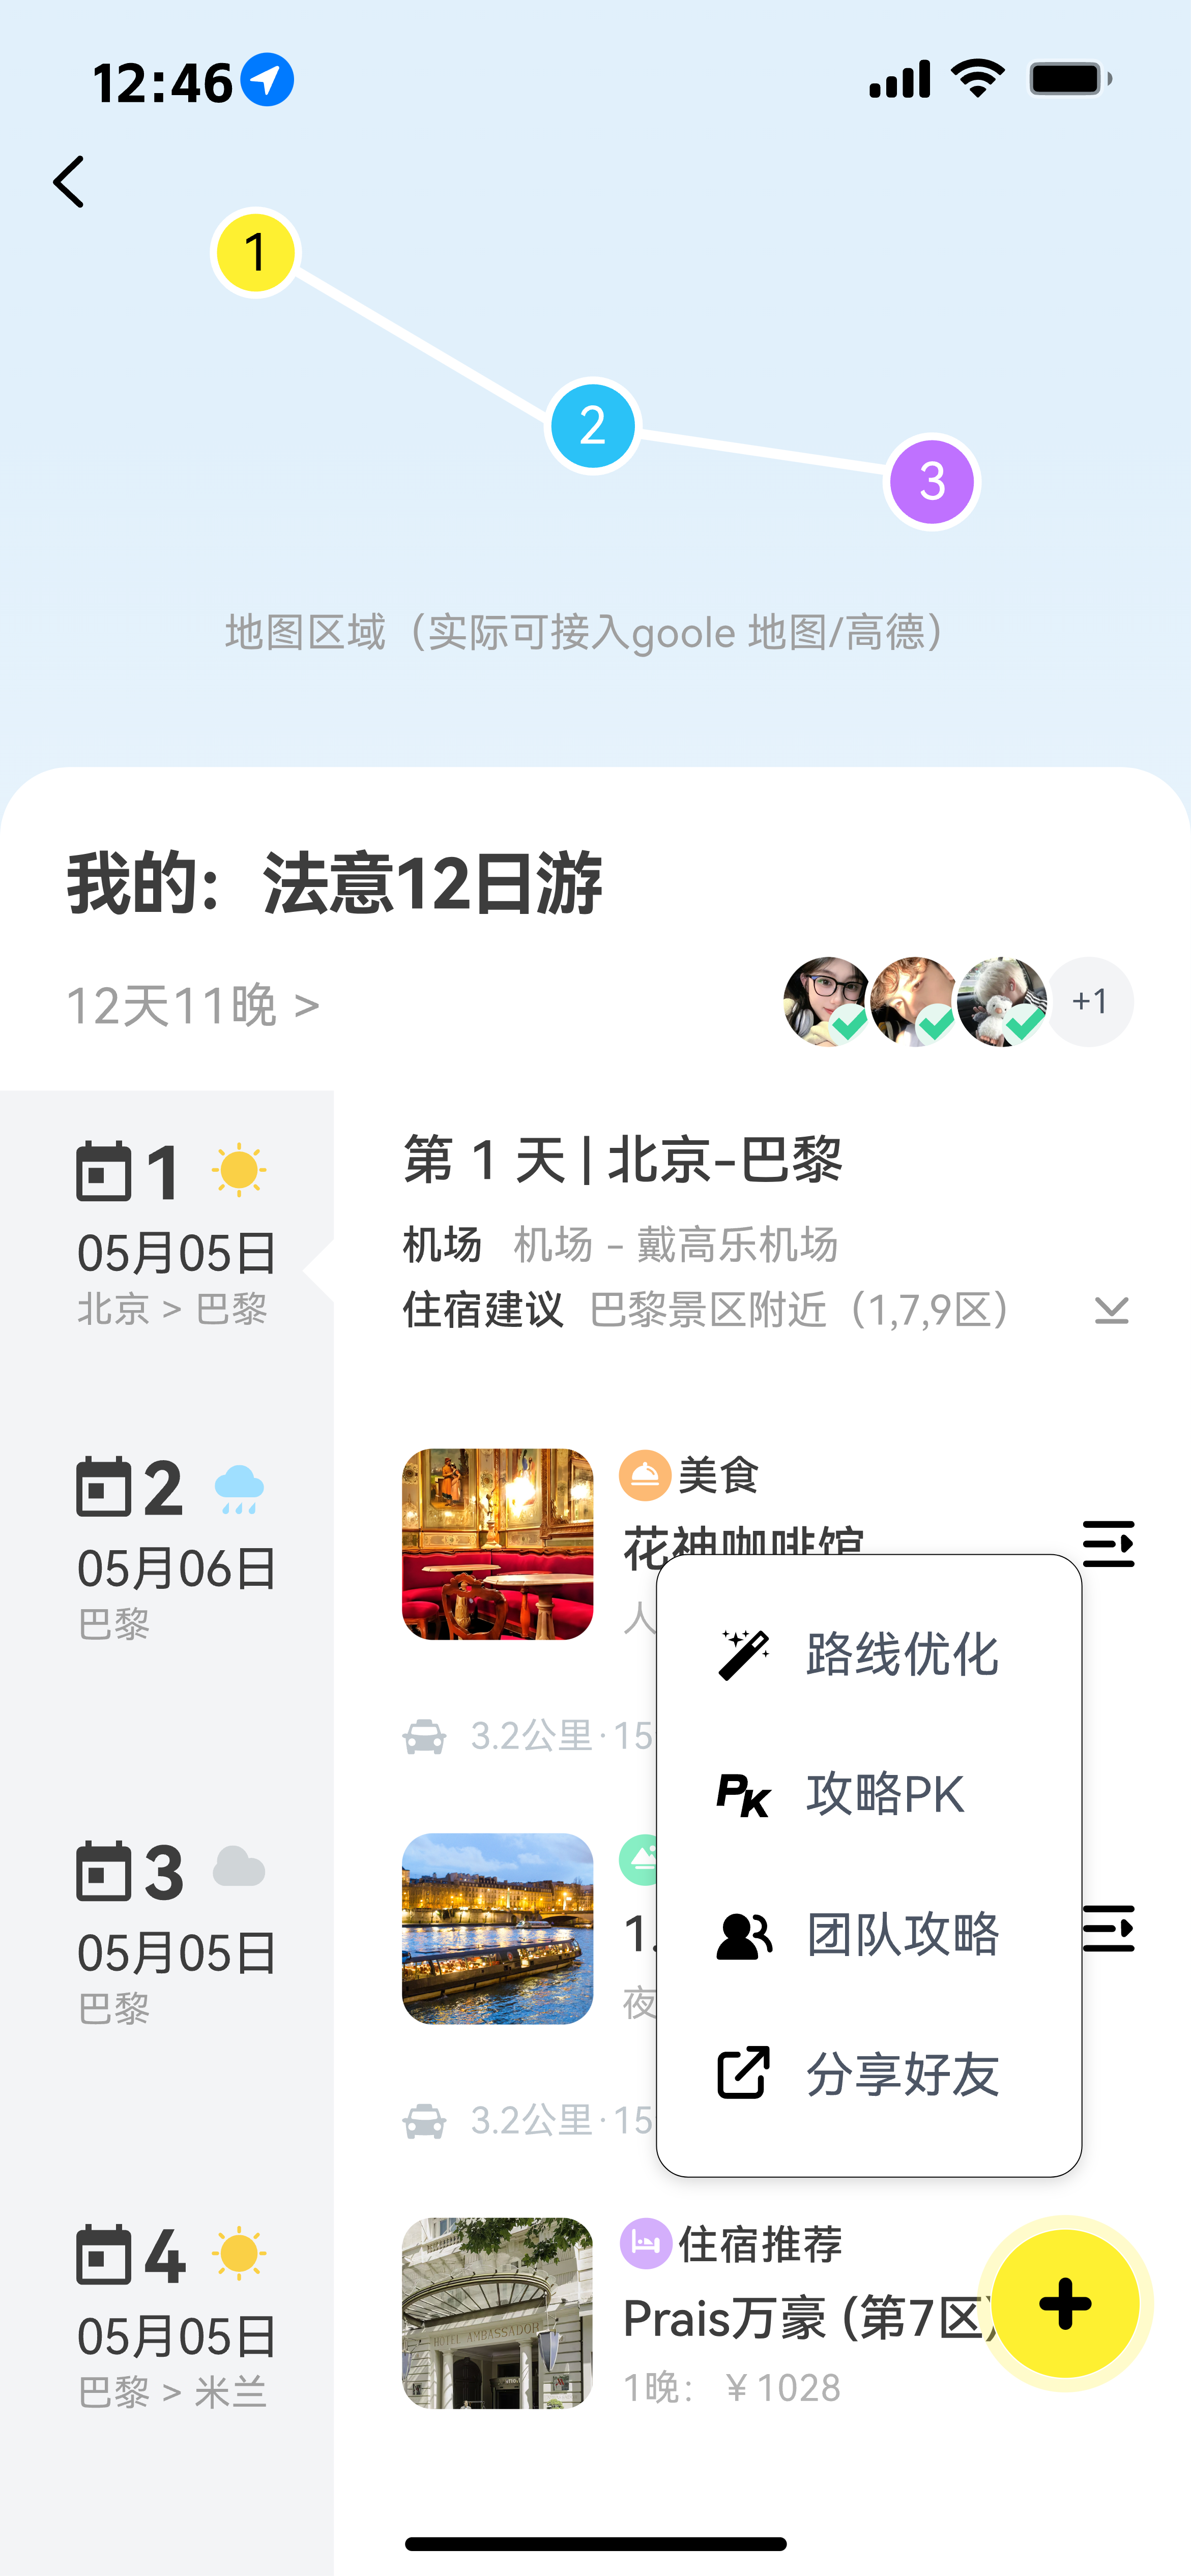 12:46
1
2
3
地图区域（实际可接入goole 地图/高德）
我的：法意12日游
12天11晚 >
+1
1
05月05日
北京 > 巴黎
第 1 天 | 北京-巴黎
机场 机场 - 戴高乐机场
住宿建议 巴黎景区附近（1,7,9区）
2
05月06日
巴黎
美食
花神咖啡馆
人
3.2公里·15
路线优化
攻略PK
团队攻略
分享好友
3
05月05日
巴黎
1.
夜
3.2公里·15
4
05月05日
巴黎 > 米兰
HOTEL AMBASSADOR
住宿推荐
Prais万豪 (第7区)
1晚： ￥1028